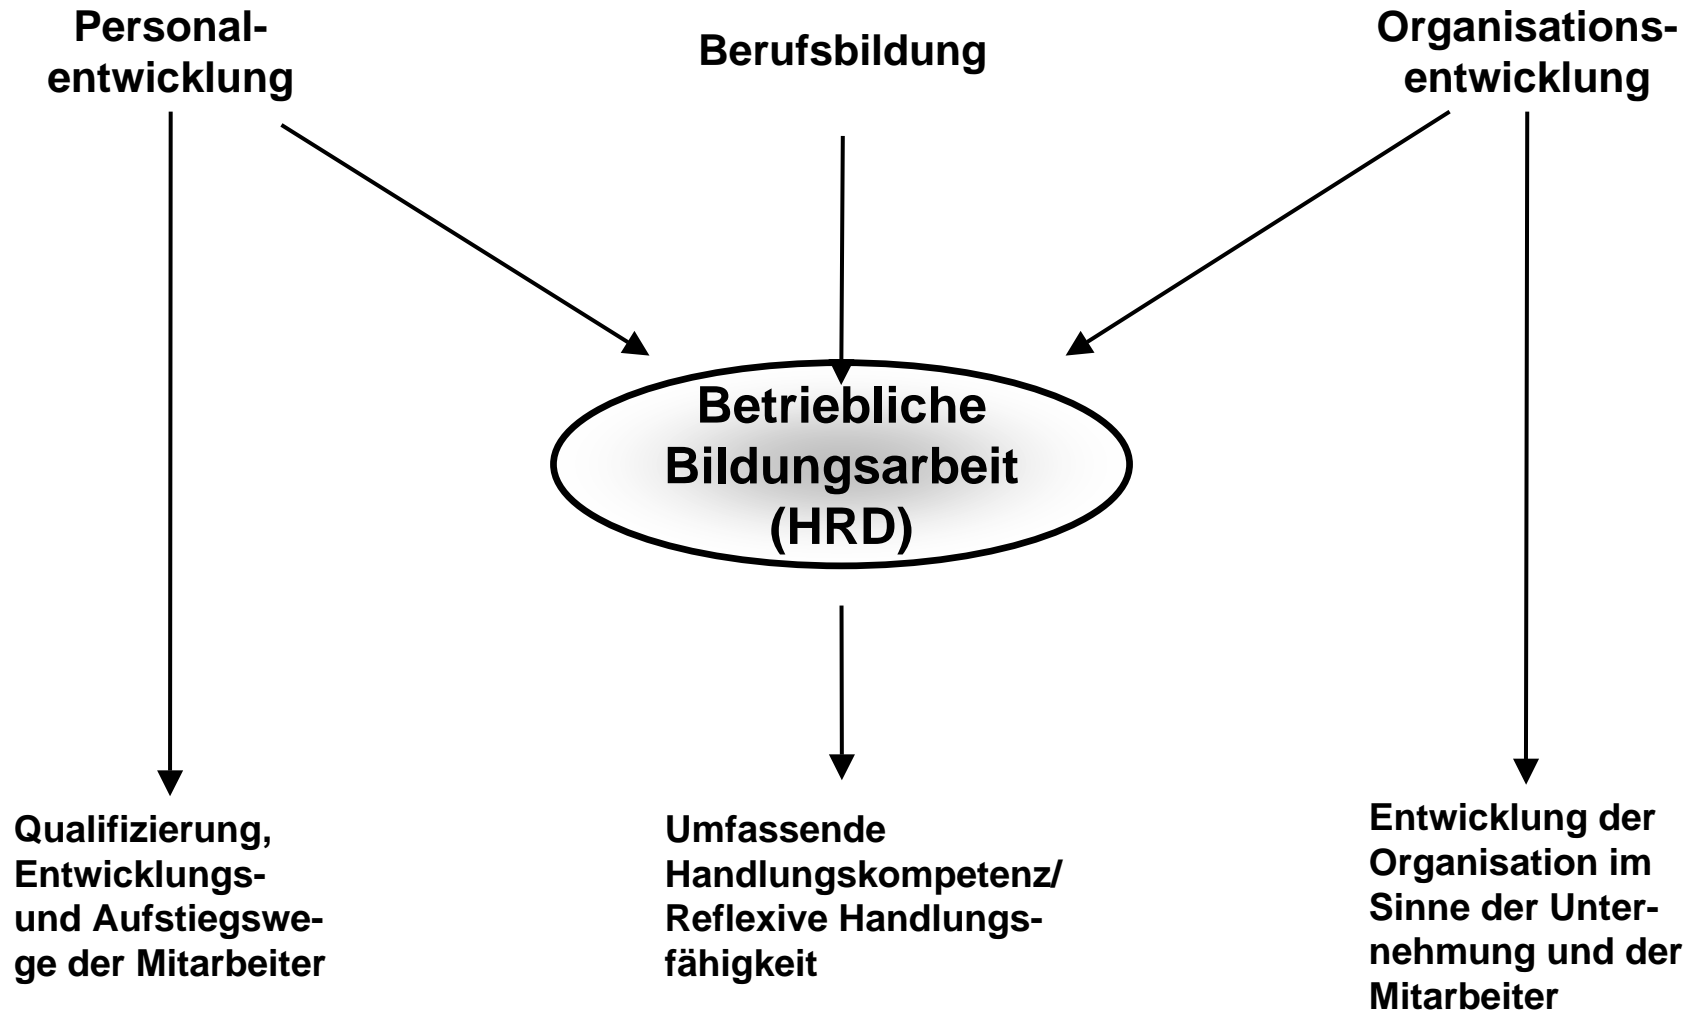 Personal-
entwicklung
Berufsbildung
Organisations-
entwicklung
Betriebliche
Bildungsarbeit
(HRD)
Qualifizierung,
Entwicklungs-
und Aufstiegswe-
ge der Mitarbeiter
Umfassende
Handlungskompetenz/
Reflexive Handlungs-
fähigkeit
Entwicklung der
Organisation im
Sinne der Unter-
nehmung und der
Mitarbeiter